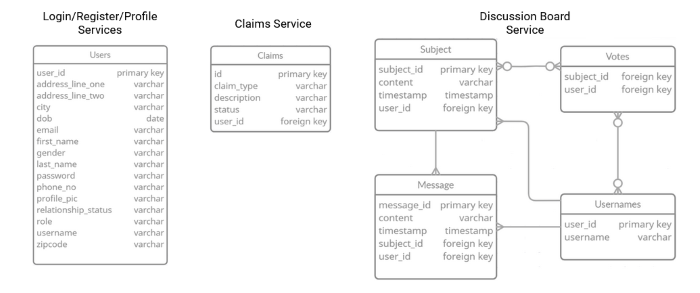 Login/Register/Profile
Services
Users
user_id primary key
address_line_one varchar
address_line_two varchar
city varchar
dob date
email varchar
first_name varchar
gender varchar
last_name varchar
password varchar
phone_no varchar
profile_pic varchar
relationship_status varchar
role varchar
username varchar
zipcode varchar
Claims Service
Claims
id primary key
claim_type varchar
description varchar
status varchar
user_id foreign key
Discussion Board
Service
Subject
subject_id primary key
content varchar
timestamp timestamp
user_id foreign key
Votes
subject_id foreign key
user_id foreign key
Message
message_id primary key
content varchar
timestamp timestamp
subject_id foreign key
user_id foreign key
Usernames
user_id primary key
username varchar